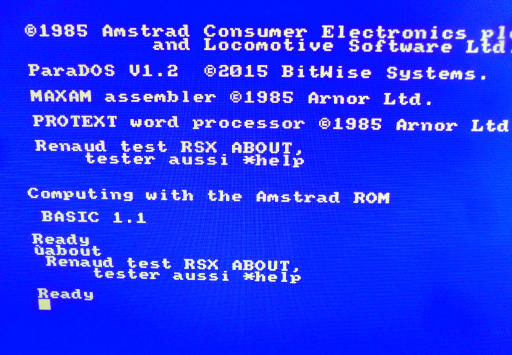 ©1985 Amstrad Consumer Electronics pl
and Locomotive Software Ltd.
ParaDOS V1.2 ©2015 BitWise Systems.
MAXAM assembler ©1985 Arnor Ltd.
PROTEXT word processor ©1985 Arnor Ltd
Renaud test RSX ABOUT,
tester aussi *help
Computing with the Amstrad ROM
BASIC 1.1
Ready
ùabout
Renaud test RSX ABOUT,
tester aussi *help
Ready